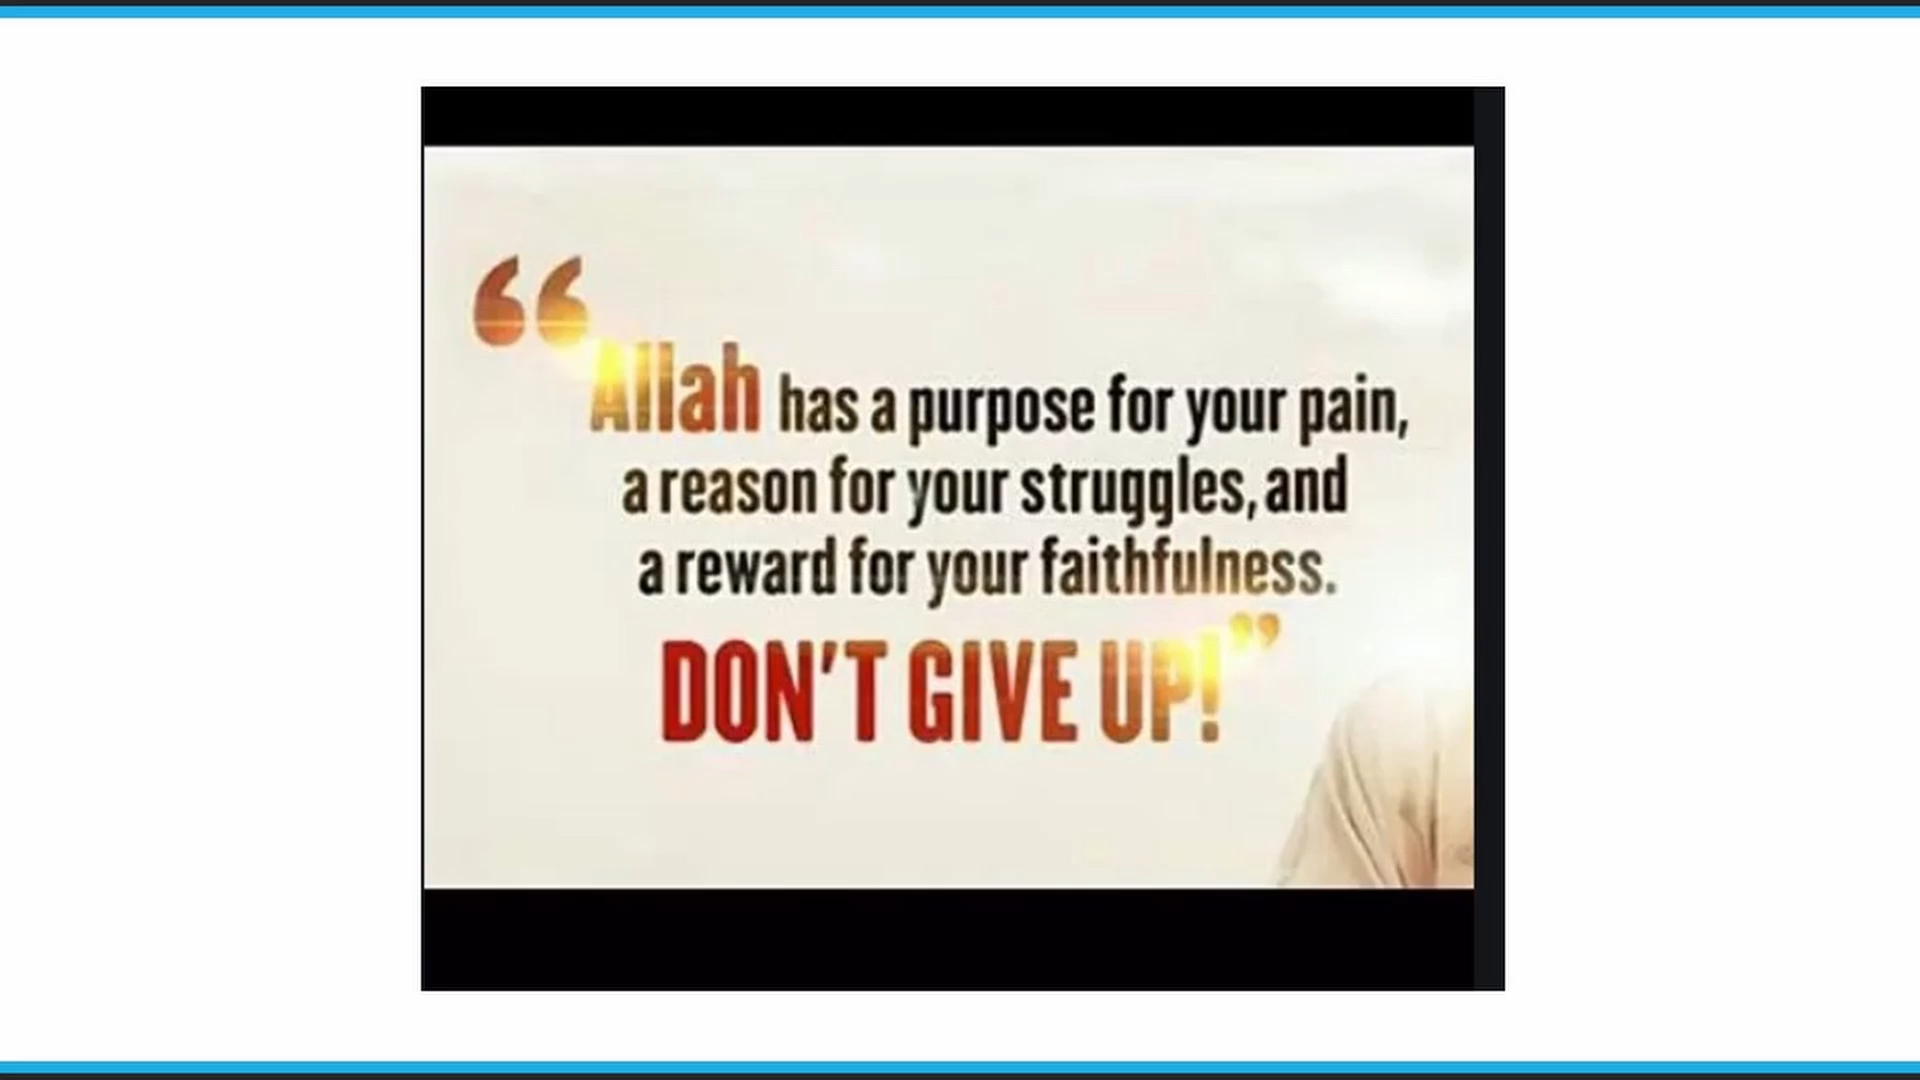 “Allah has a purpose for your pain,
a reason for your struggles, and
a reward for your faithfulness.
DON'T GIVE UP!”